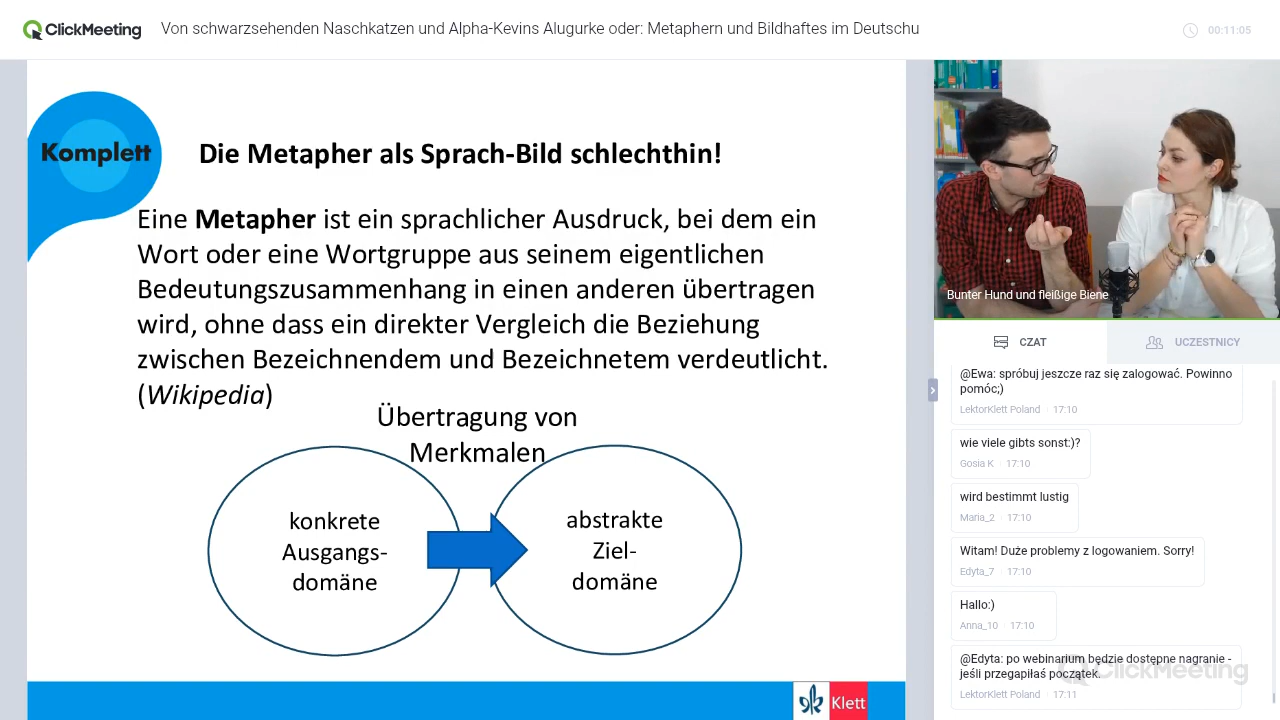 ClickMeeting
Von schwarzsehenden Naschkatzen und Alpha-Kevins Alugurke oder: Metaphern und Bildhaftes im Deutschu
00:11:05
Komplett
Die Metapher als Sprach-Bild schlechthin!
Eine Metapher ist ein sprachlicher Ausdruck, bei dem ein
Wort oder eine Wortgruppe aus seinem eigentlichen
Bedeutungszusammenhang in einen anderen übertragen
wird, ohne dass ein direkter Vergleich die Beziehung
zwischen Bezeichnendem und Bezeichnetem verdeutlicht.
(Wikipedia)
Übertragung von
Merkmalen
konkrete
Ausgangs-
domäne
abstrakte
Ziel-
domäne
Klett
Bunter Hund und fleißige Biene
CZAT
UCZESTNICY
@Ewa: spróbuj jeszcze raz się zalogować. Powinno
pomóc;)
LektorKlett Poland 17:10
wie viele gibts sonst:)?
Gosia K 17:10
wird bestimmt lustig
Maria_2 17:10
Witam! Duże problemy z logowaniem. Sorry!
Edyta_7 17:10
Hallo:)
Anna_10 17:10
@Edyta: po webinarium będzie dostępne nagranie -
jeśli przegapiłaś początek.
LektorKlett Poland 17:11
ClickMeeting